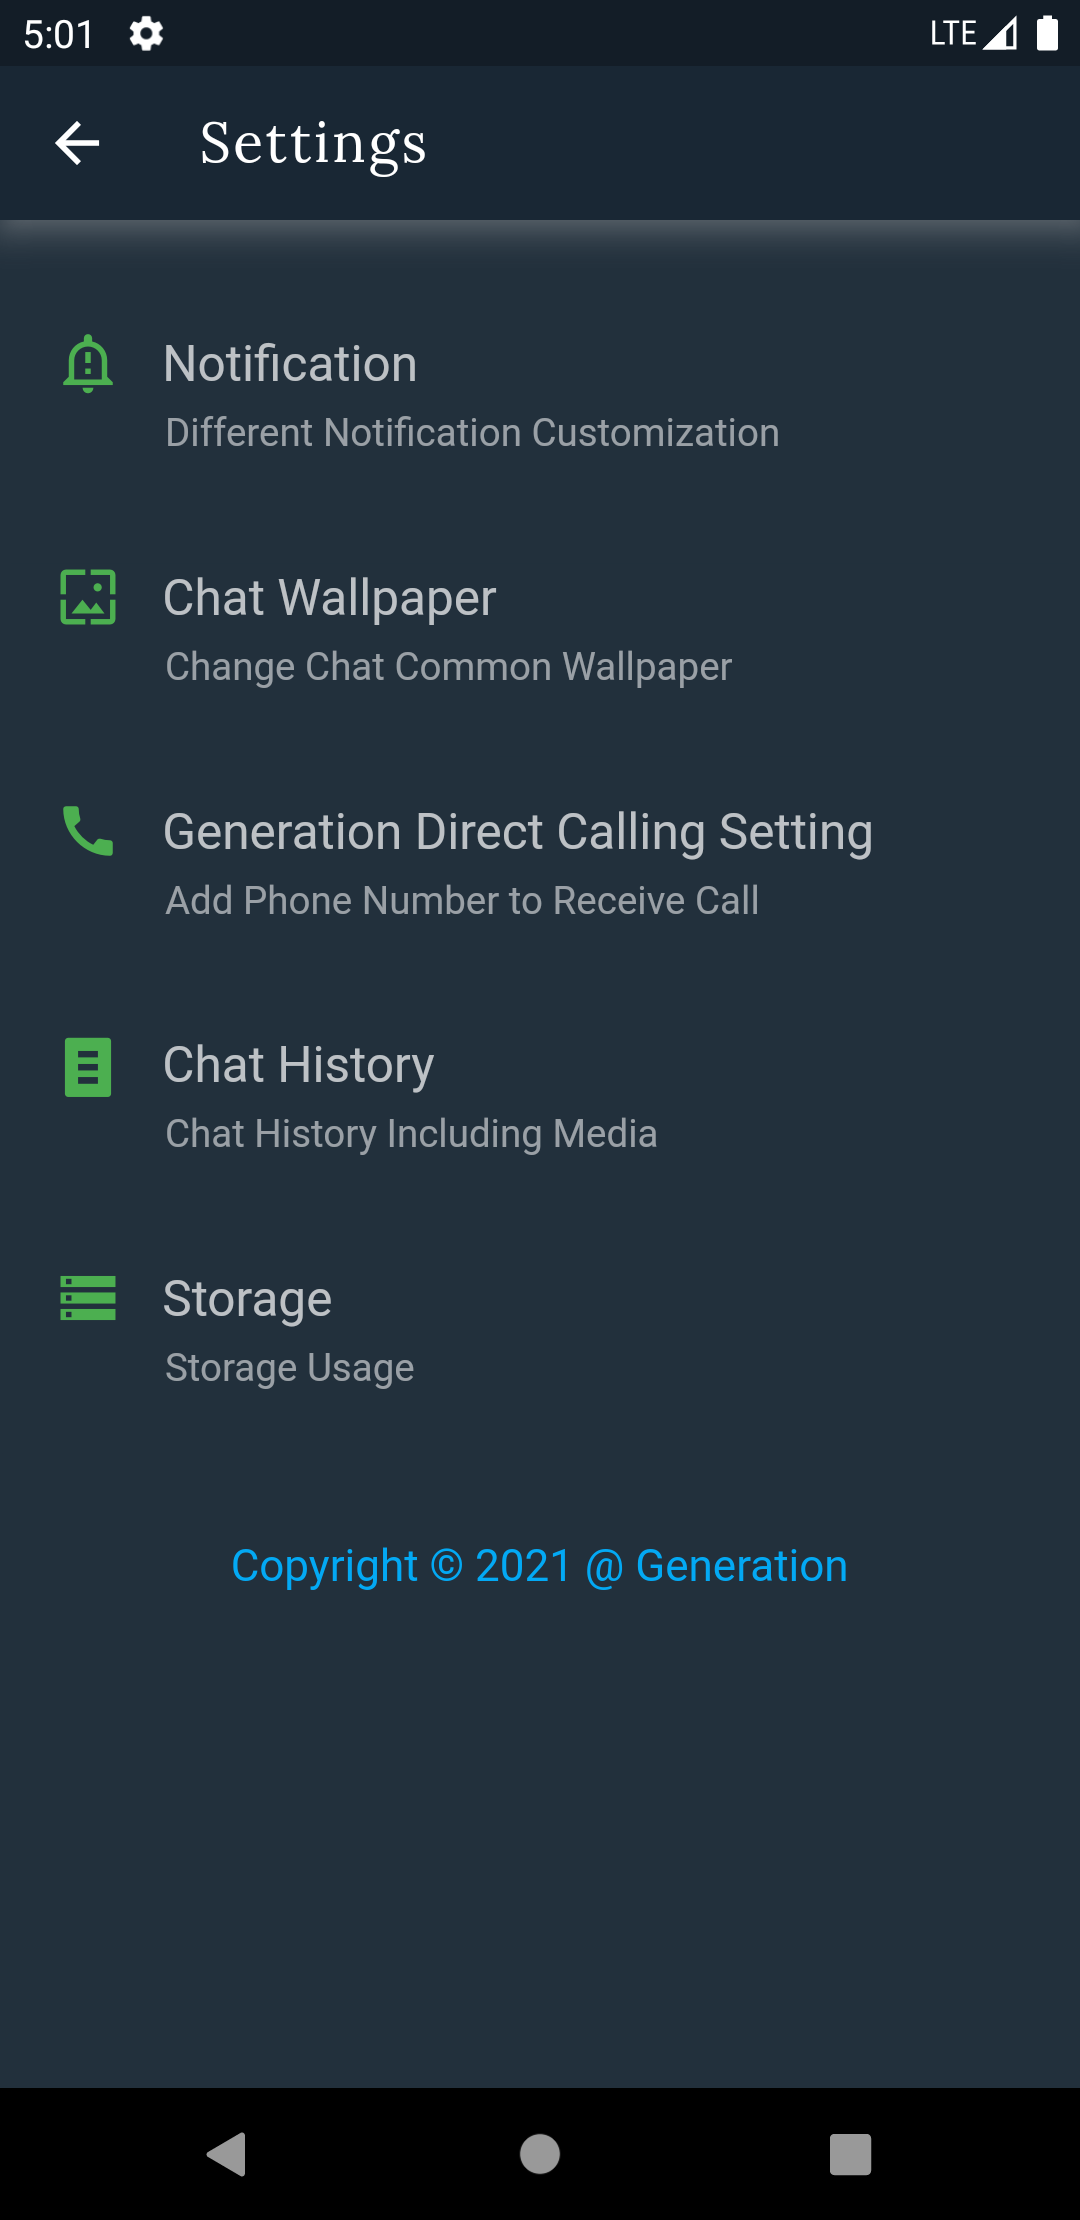 5:01 LTE
Settings
Notification
Different Notification Customization
Chat Wallpaper
Change Chat Common Wallpaper
Generation Direct Calling Setting
Add Phone Number to Receive Call
Chat History
Chat History Including Media
Storage
Storage Usage
Copyright © 2021 @ Generation